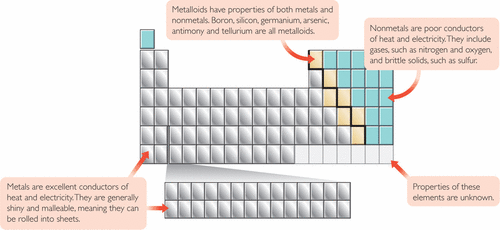 Metalloids have properties of both metals and
nonmetals. Boron, silicon, germanium, arsenic,
antimony and tellurium are all metalloids.
Nonmetals are poor conductors
of heat and electricity. They include
gases, such as nitrogen and oxygen,
and brittle solids, such as sulfur.
Metals are excellent conductors of
heat and electricity. They are generally
shiny and malleable, meaning they can
be rolled into sheets.
Properties of these
elements are unknown.